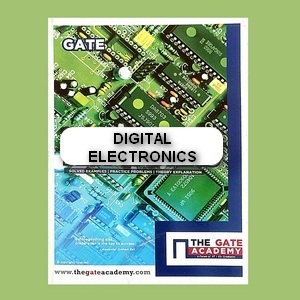 GATE
DIGITAL
ELECTRONICS
SOLVED EXAMPLES | PRACTICE PROBLEMS | THEORY EXPLANATION
THE GATE
ACADEMY
www.thegateacademy.com